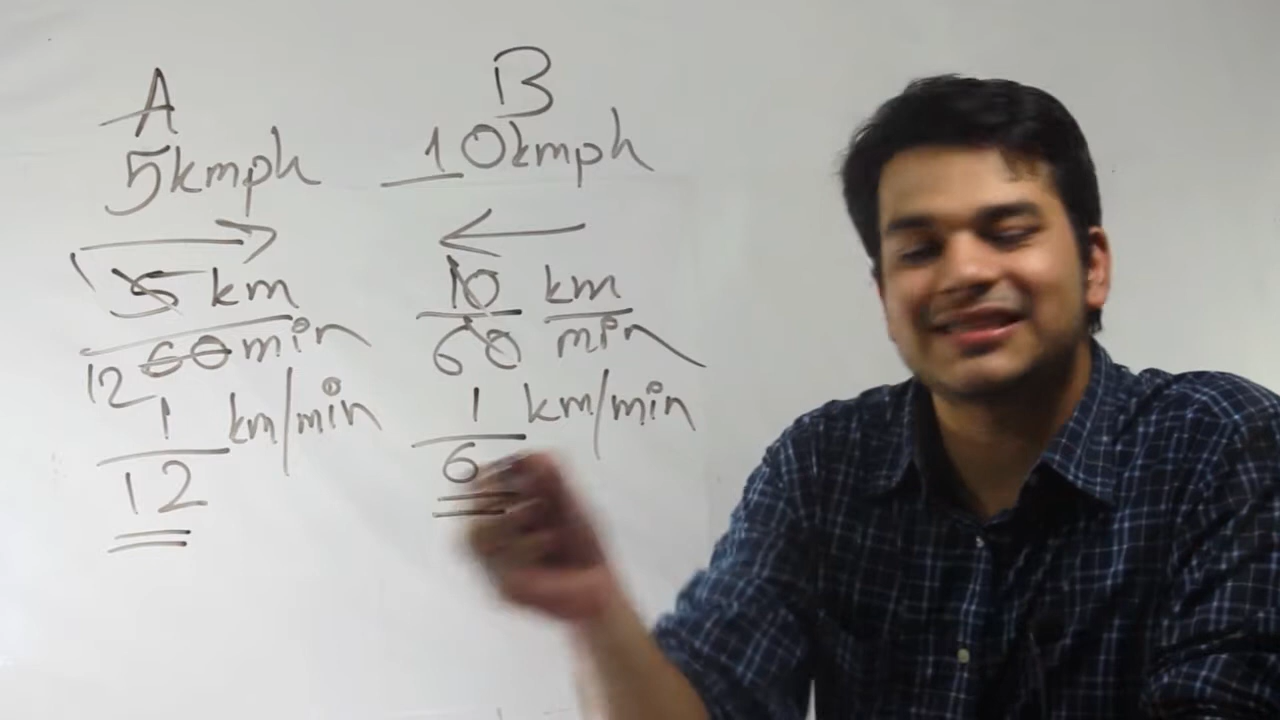 A B
5kmph 10kmph
5 km 10 km
60 min 60 min
12
1 km/min 1 km/min
12 6